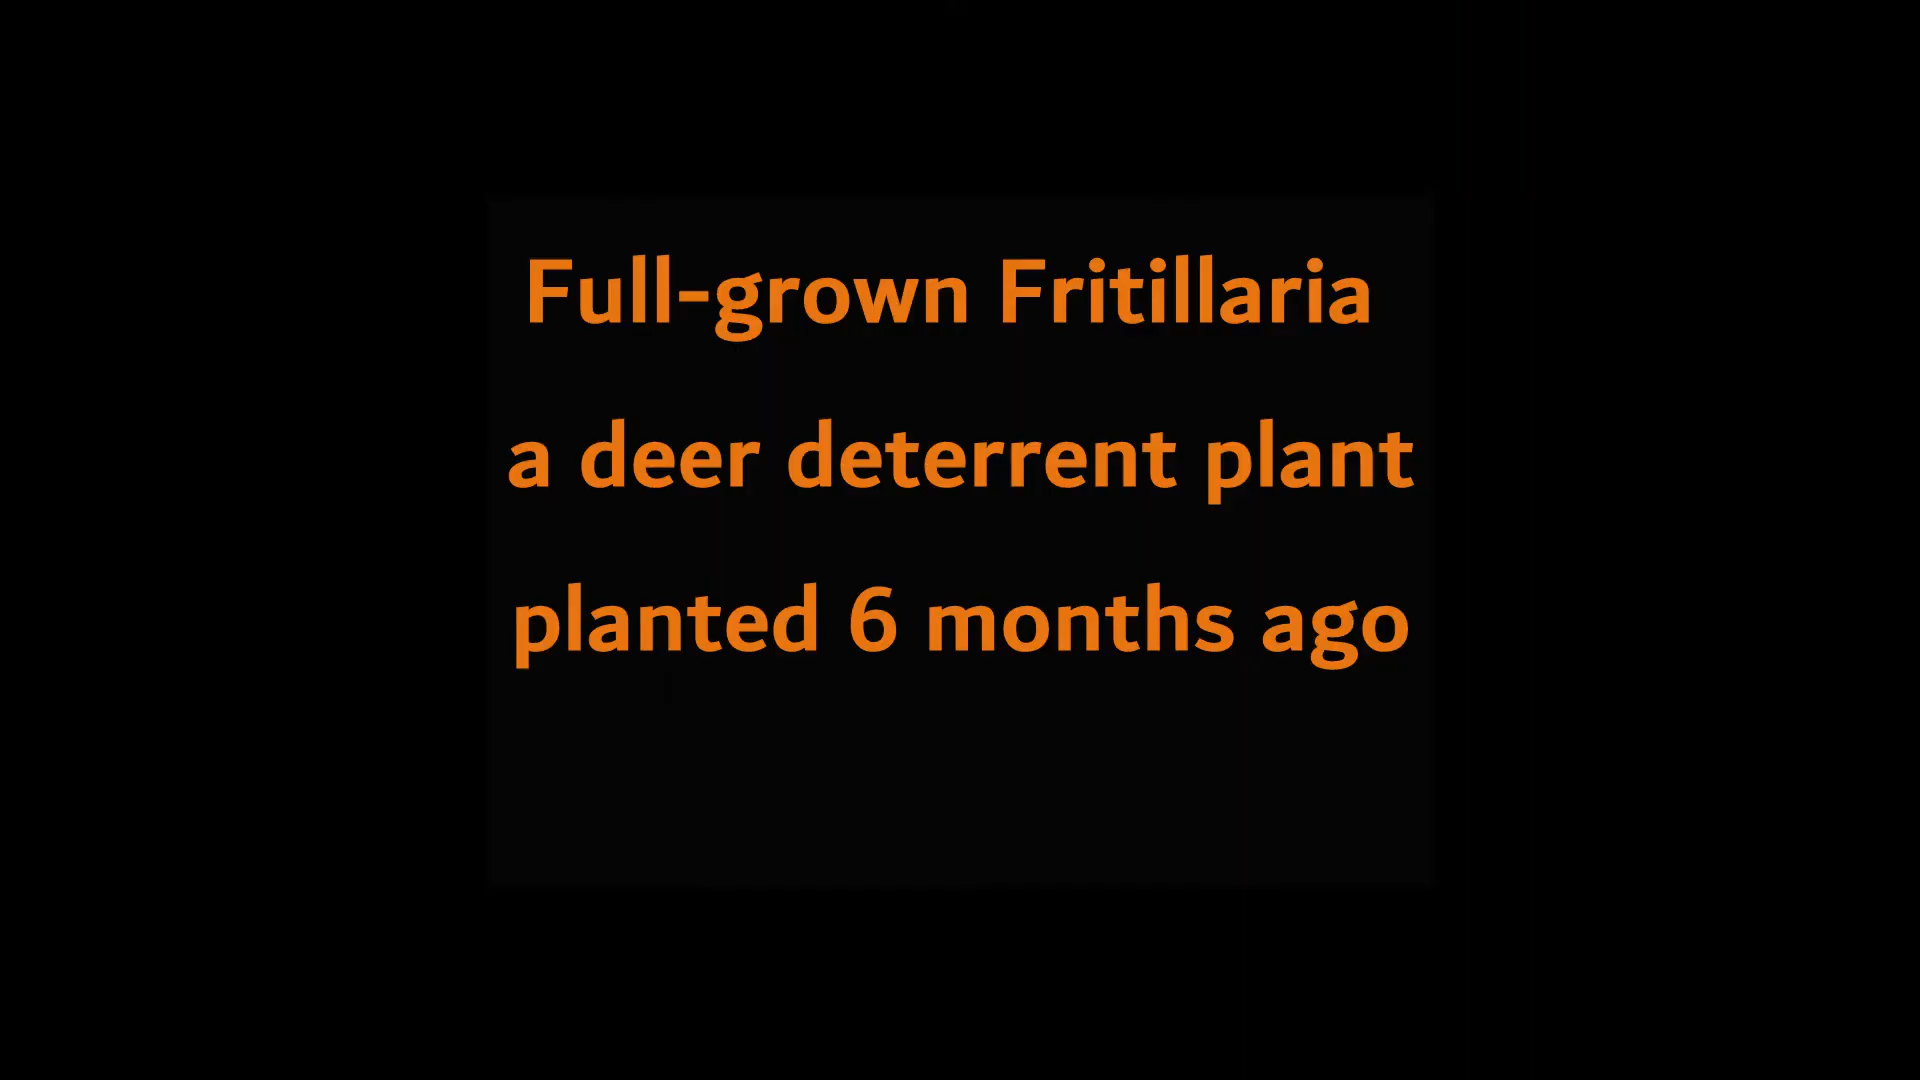 Full-grown Fritillaria
a deer deterrent plant
planted 6 months ago